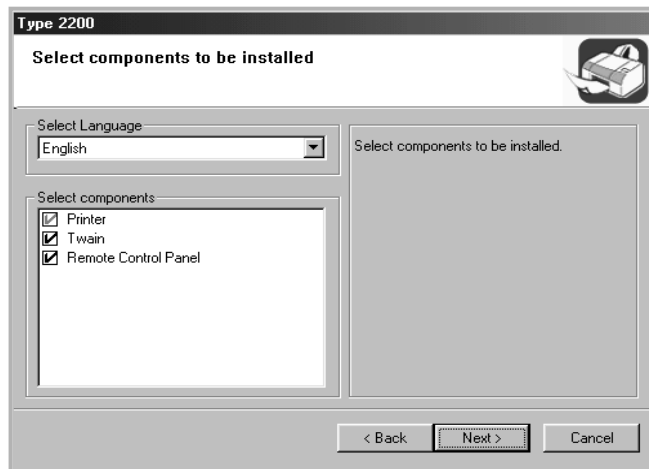 Type 2200
Select components to be installed
Select Language
English
Select components to be installed.
Select components
Printer
Twain
Remote Control Panel
< Back
Next >
Cancel